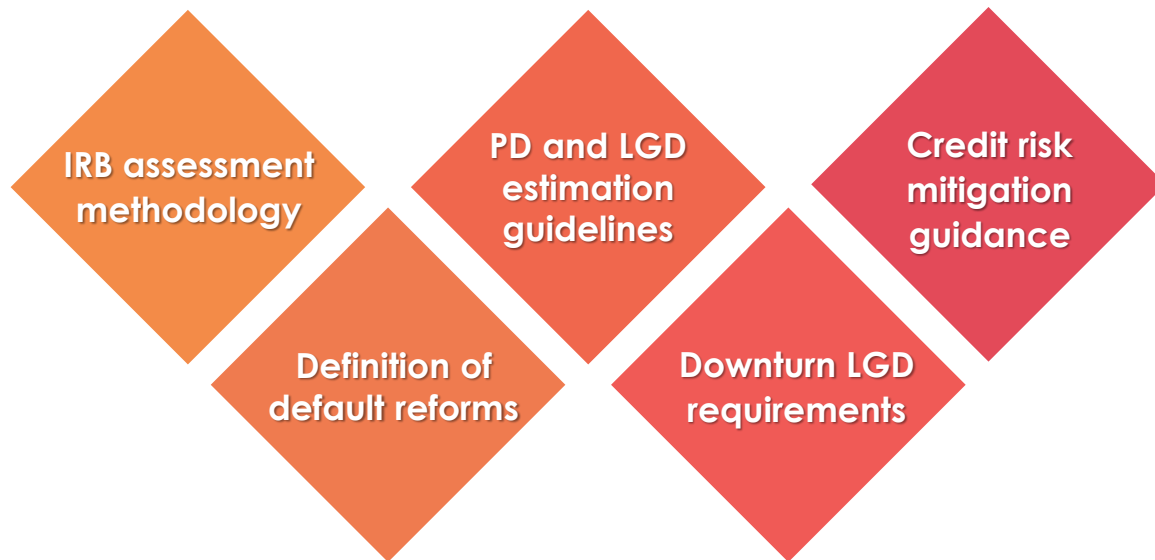 IRB assessment
methodology
Definition of
default reforms
PD and LGD
estimation
guidelines
Downturn LGD
requirements
Credit risk
mitigation
guidance